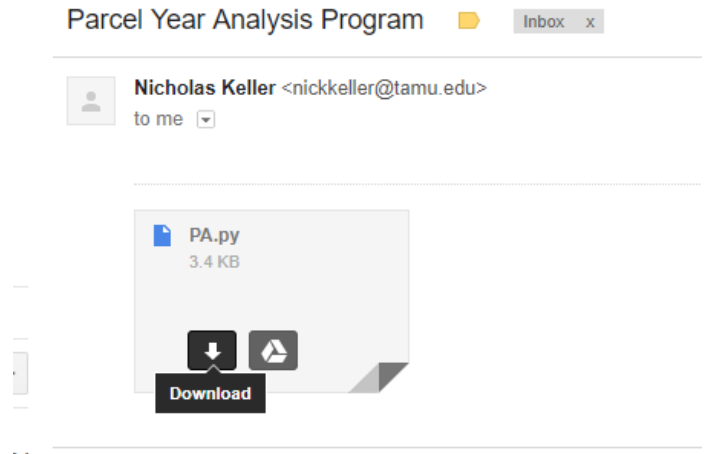 Parcel Year Analysis Program Inbox x
Nicholas Keller <nickkeller@tamu.edu>
to me
PA.py
3.4 KB
Download